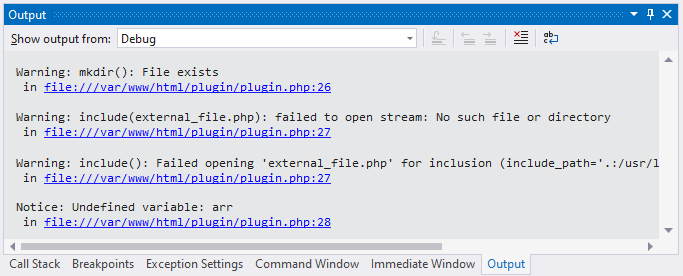 Output
Show output from: Debug
Warning: mkdir(): File exists
in file:///var/www/html/plugin/plugin.php:26
Warning: include(external_file.php): failed to open stream: No such file or directory
in file:///var/www/html/plugin/plugin.php:27
Warning: include(): Failed opening 'external_file.php' for inclusion (include_path='.:/usr/l
in file:///var/www/html/plugin/plugin.php:27
Notice: Undefined variable: arr
in file:///var/www/html/plugin/plugin.php:28
Call Stack Breakpoints Exception Settings Command Window Immediate Window Output